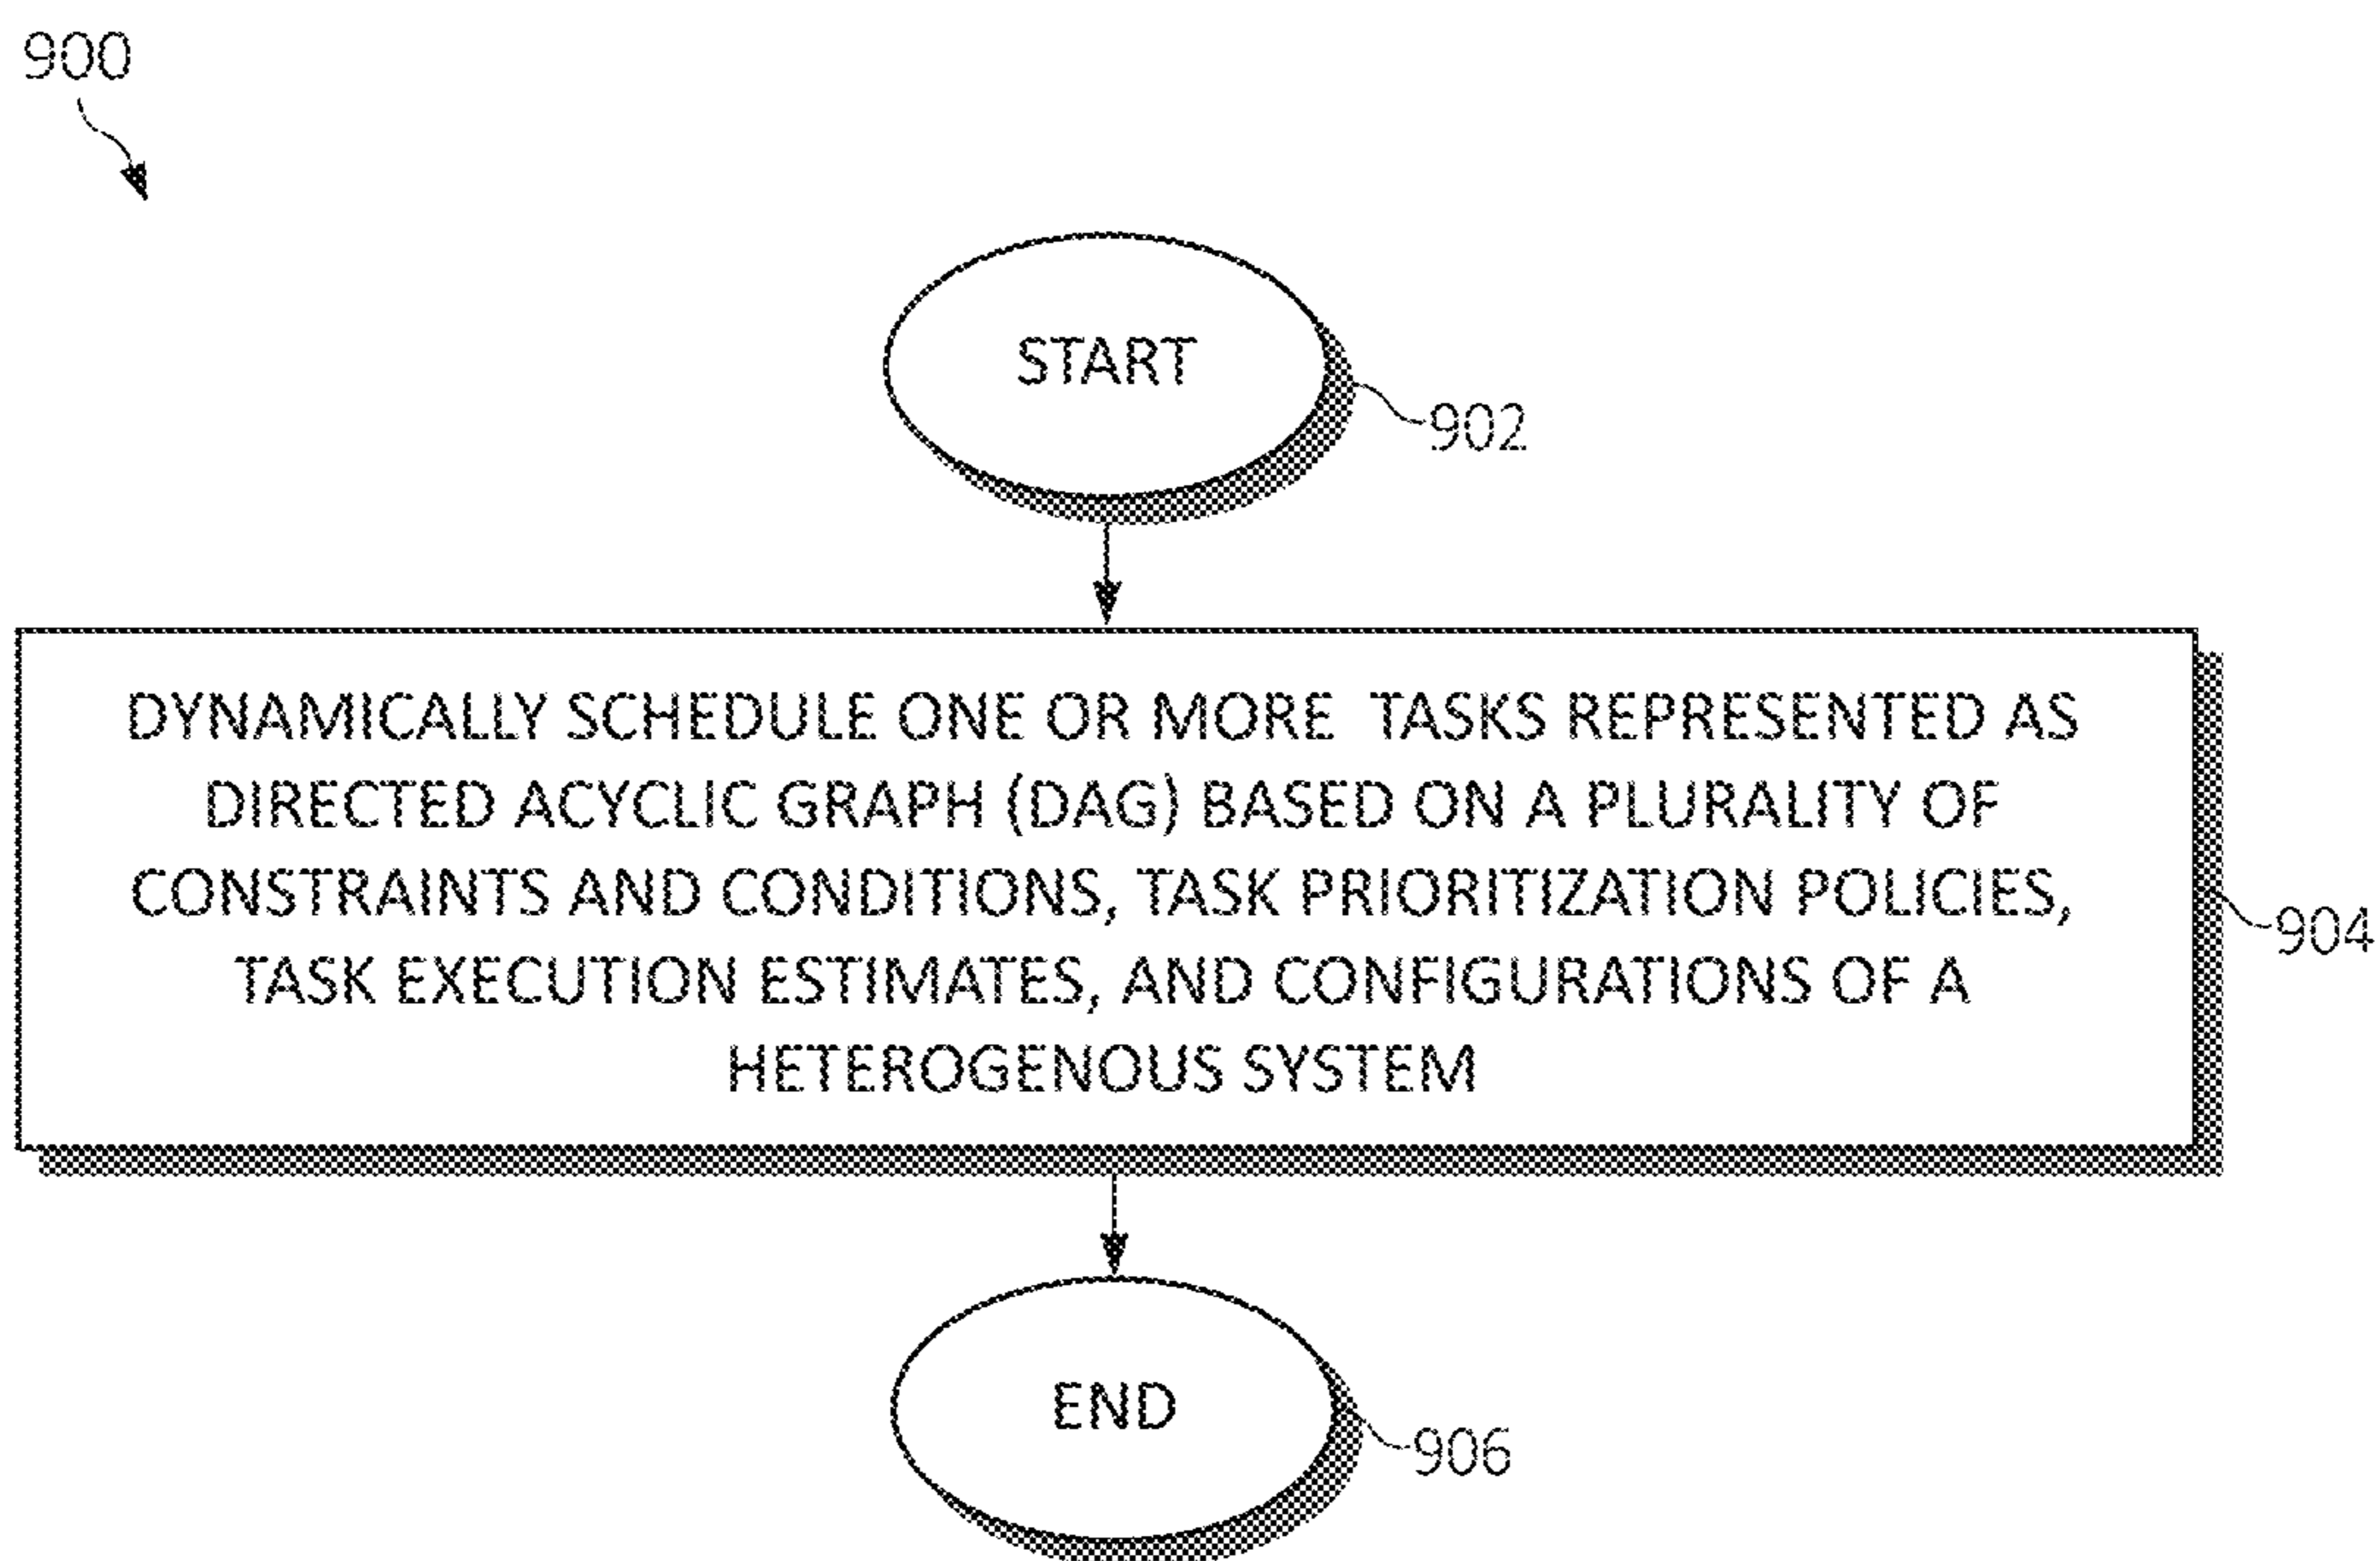 900
START
902
DYNAMICALLY SCHEDULE ONE OR MORE TASKS REPRESENTED AS
DIRECTED ACYCLIC GRAPH (DAG) BASED ON A PLURALITY OF
CONSTRAINTS AND CONDITIONS, TASK PRIORITIZATION POLICIES,
TASK EXECUTION ESTIMATES, AND CONFIGURATIONS OF A
HETEROGENOUS SYSTEM
904
END
906